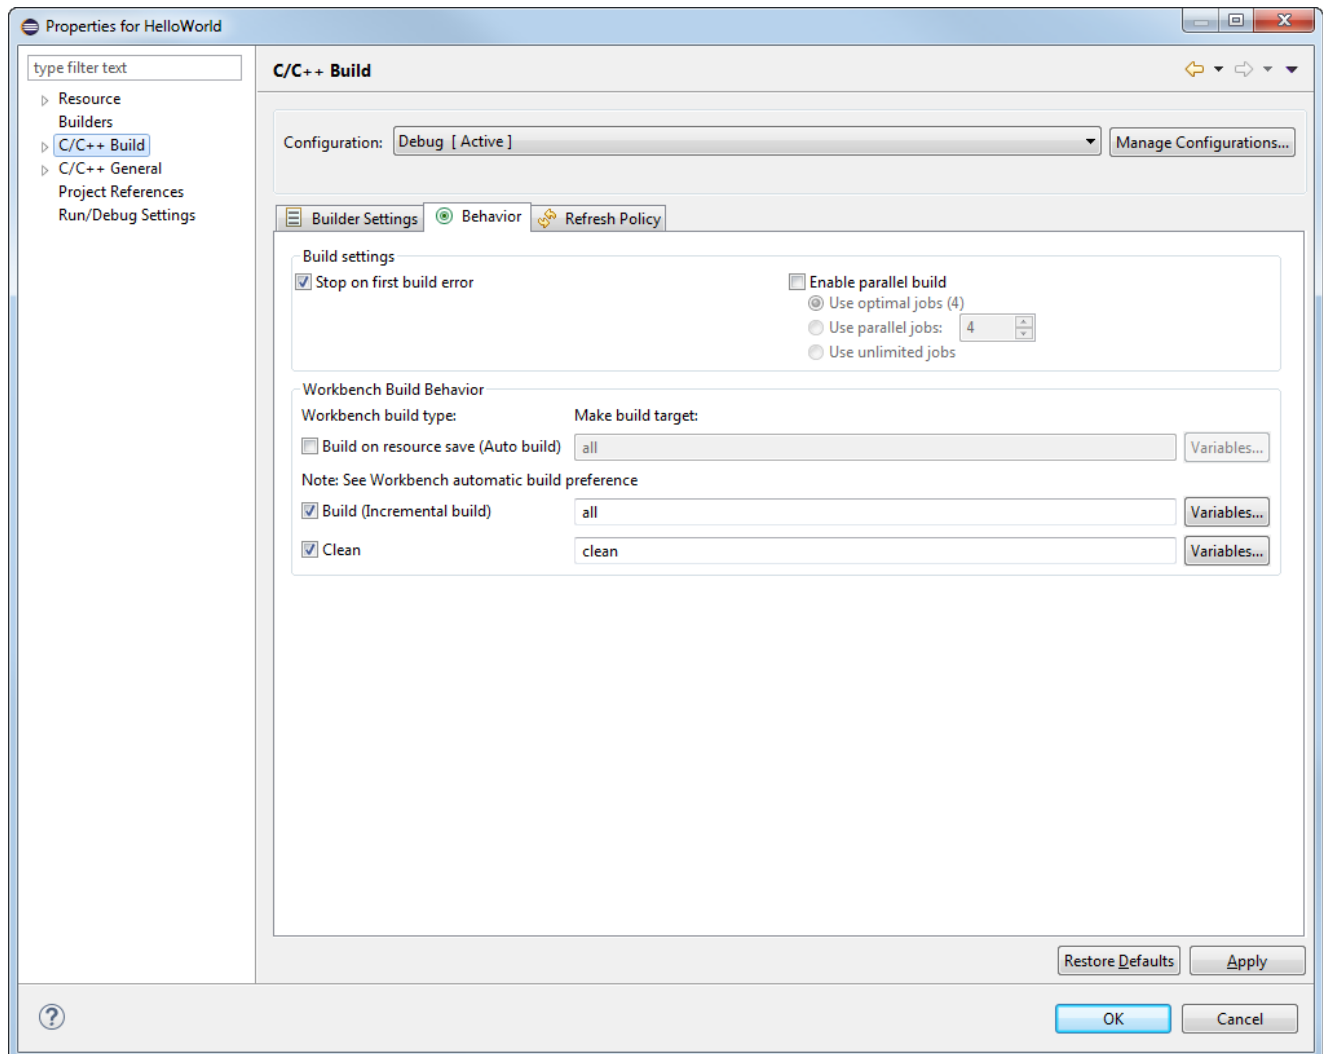 Properties for HelloWorld
type filter text
Resource
Builders
C/C++ Build
C/C++ General
Project References
Run/Debug Settings
C/C++ Build
Configuration: Debug [ Active ] Manage Configurations...
Builder Settings Behavior Refresh Policy
Build settings
Stop on first build error Enable parallel build
Use optimal jobs (4)
Use parallel jobs: 4
Use unlimited jobs
Workbench Build Behavior
Workbench build type: Make build target:
Build on resource save (Auto build) all Variables...
Note: See Workbench automatic build preference
Build (Incremental build) all Variables...
Clean clean Variables...
Restore Defaults Apply
OK Cancel